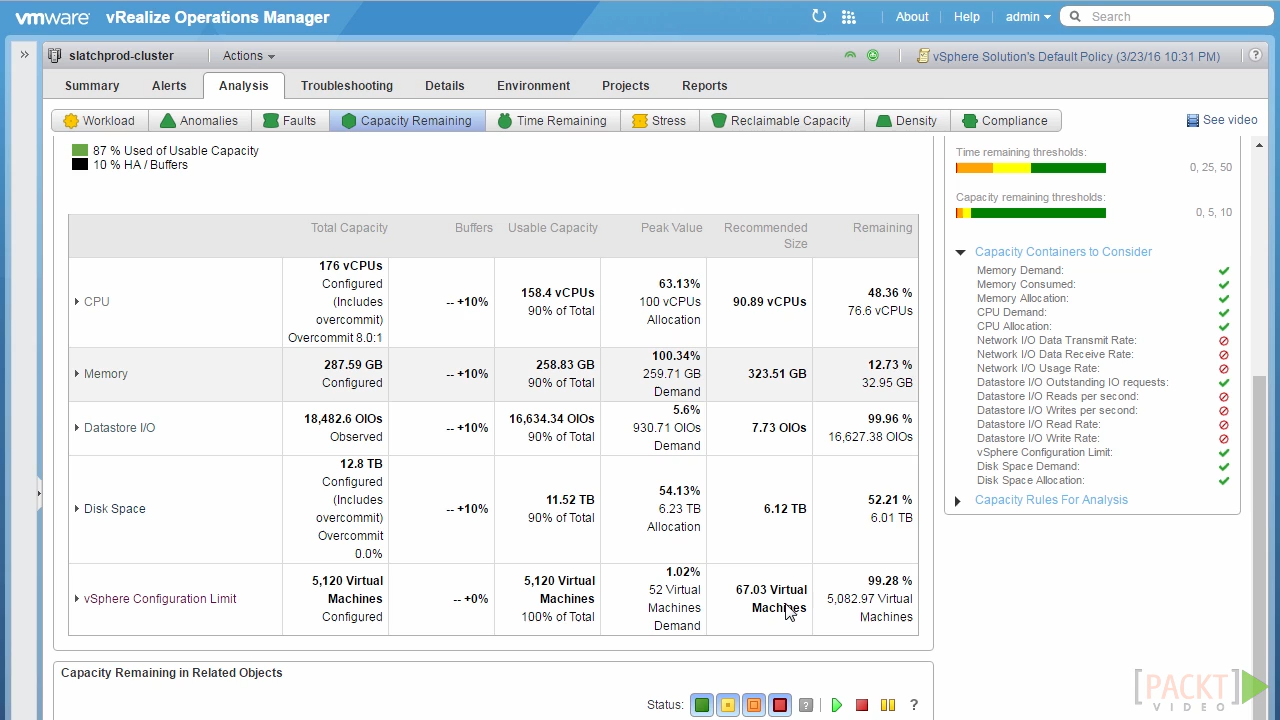 vmware vRealize Operations Manager
About Help admin Search
slatchprod-cluster Actions vSphere Solution's Default Policy (3/23/16 10:31 PM) ?
Summary Alerts Analysis Troubleshooting Details Environment Projects Reports
Workload Anomalies Faults Capacity Remaining Time Remaining Stress Reclaimable Capacity Density Compliance See video
87 % Used of Usable Capacity
10 % HA / Buffers
Total Capacity Buffers Usable Capacity Peak Value Recommended Size Remaining
CPU
176 vCPUs
Configured
(Includes
overcommit)
Overcommit 8.0:1
-- +10%
158.4 vCPUs
90% of Total
63.13%
100 vCPUs
Allocation
90.89 vCPUs
48.36 %
76.6 vCPUs
Memory
287.59 GB
Configured
-- +10%
258.83 GB
90% of Total
100.34%
259.71 GB
Demand
323.51 GB
12.73 %
32.95 GB
Datastore I/O
18,482.6 OIOs
Observed
-- +10%
16,634.34 OIOs
90% of Total
5.6%
930.71 OIOs
Demand
7.73 OIOs
99.96 %
16,627.38 OIOs
Disk Space
12.8 TB
Configured
(Includes
overcommit)
Overcommit
0.0%
-- +10%
11.52 TB
90% of Total
54.13%
6.23 TB
Allocation
6.12 TB
52.21 %
6.01 TB
vSphere Configuration Limit
5,120 Virtual
Machines
Configured
-- +0%
5,120 Virtual
Machines
100% of Total
1.02%
52 Virtual
Machines
Demand
67.03 Virtual
Machines
99.28 %
5,082.97 Virtual
Machines
Time remaining thresholds:
0, 25, 50
Capacity remaining thresholds:
0, 5, 10
Capacity Containers to Consider
Memory Demand:
Memory Consumed:
Memory Allocation:
CPU Demand:
CPU Allocation:
Network I/O Data Transmit Rate:
Network I/O Data Receive Rate:
Network I/O Usage Rate:
Datastore I/O Outstanding IO requests:
Datastore I/O Reads per second:
Datastore I/O Writes per second:
Datastore I/O Read Rate:
Datastore I/O Write Rate:
vSphere Configuration Limit:
Disk Space Demand:
Disk Space Allocation:
Capacity Rules For Analysis
Capacity Remaining in Related Objects
Status: ? ?
[PACKT]
VIDEO